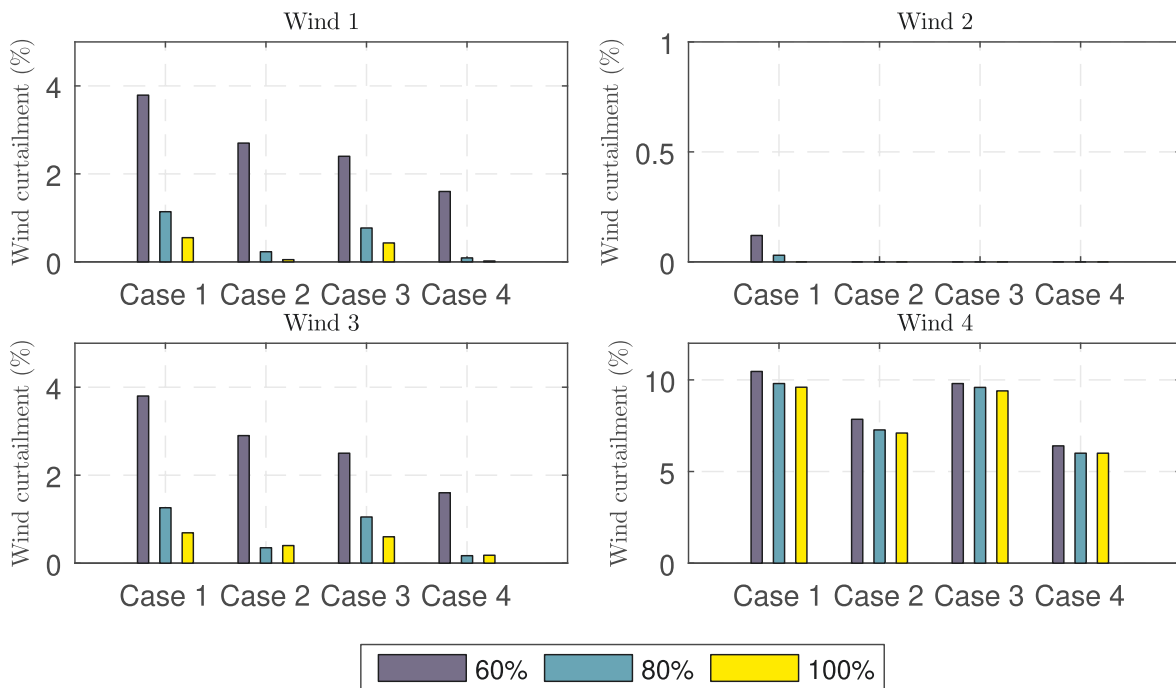 Wind 1
Wind curtailment (%)
4
2
0
Case 1 Case 2 Case 3 Case 4
Wind 2
Wind curtailment (%)
1
0.5
0
Case 1 Case 2 Case 3 Case 4
Wind 3
Wind curtailment (%)
4
2
0
Case 1 Case 2 Case 3 Case 4
Wind 4
Wind curtailment (%)
10
5
0
Case 1 Case 2 Case 3 Case 4
60% 80% 100%